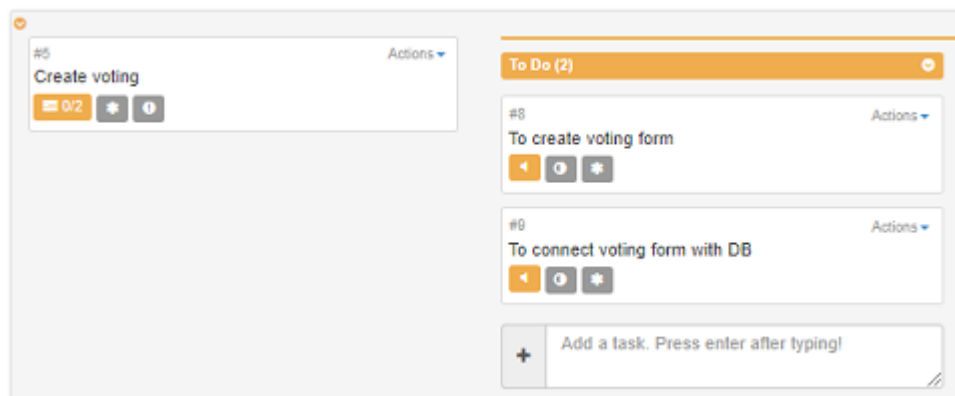 #5
Actions
Create voting
0/2
To Do (2)
#8
Actions
To create voting form
#9
Actions
To connect voting form with DB
Add a task. Press enter after typing!